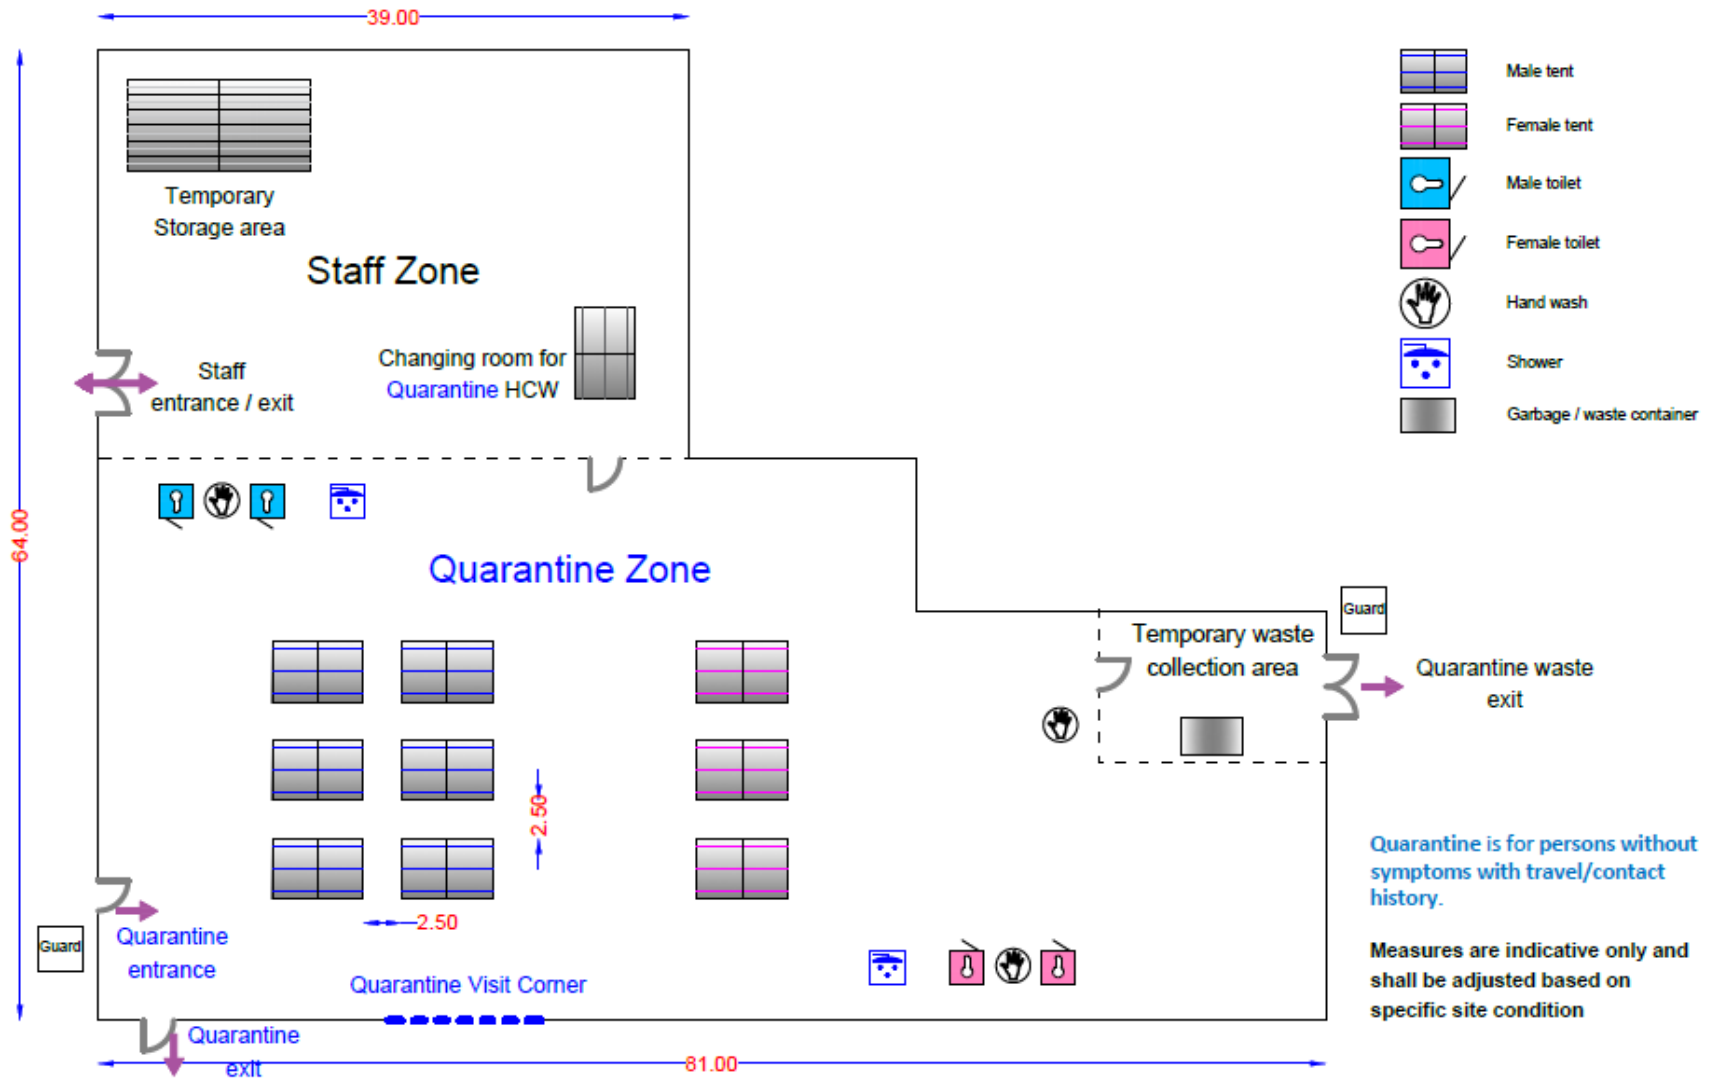 39.00
64.00
Temporary
Storage area
Staff Zone
Changing room for
Quarantine HCW
Staff
entrance / exit
Male tent
Female tent
Male toilet
Female toilet
Hand wash
Shower
Garbage / waste container
Quarantine Zone
Guard
Temporary waste
collection area
Quarantine waste
exit
2.50
2.50
Quarantine is for persons without
symptoms with travel/contact
history.
Measures are indicative only and
shall be adjusted based on
specific site condition
Guard
Quarantine
entrance
Quarantine Visit Corner
Quarantine
exit
81.00